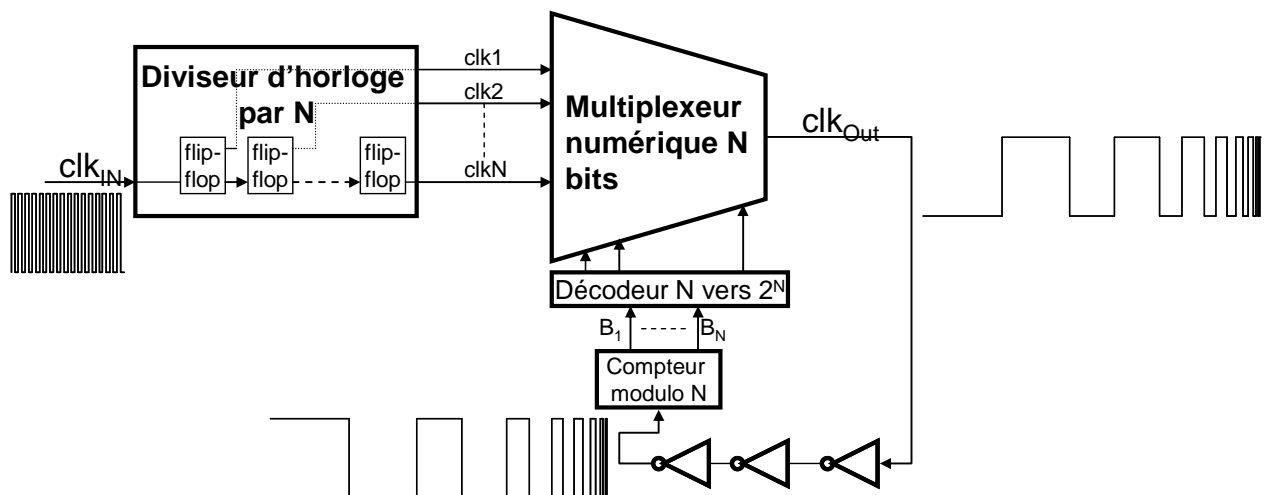 Diviseur d'horloge
par N
flip-
flop
flip-
flop
flip-
flop
clkIN
clk1
clk2
clkN
Multiplexeur
numérique N
bits
clkOut
Décodeur N vers 2N
B1
BN
Compteur
modulo N